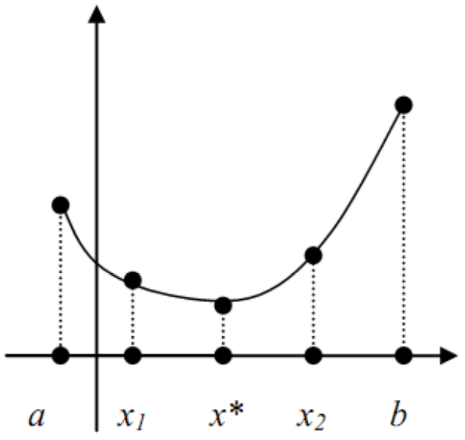 a x₁ x* x₂ b